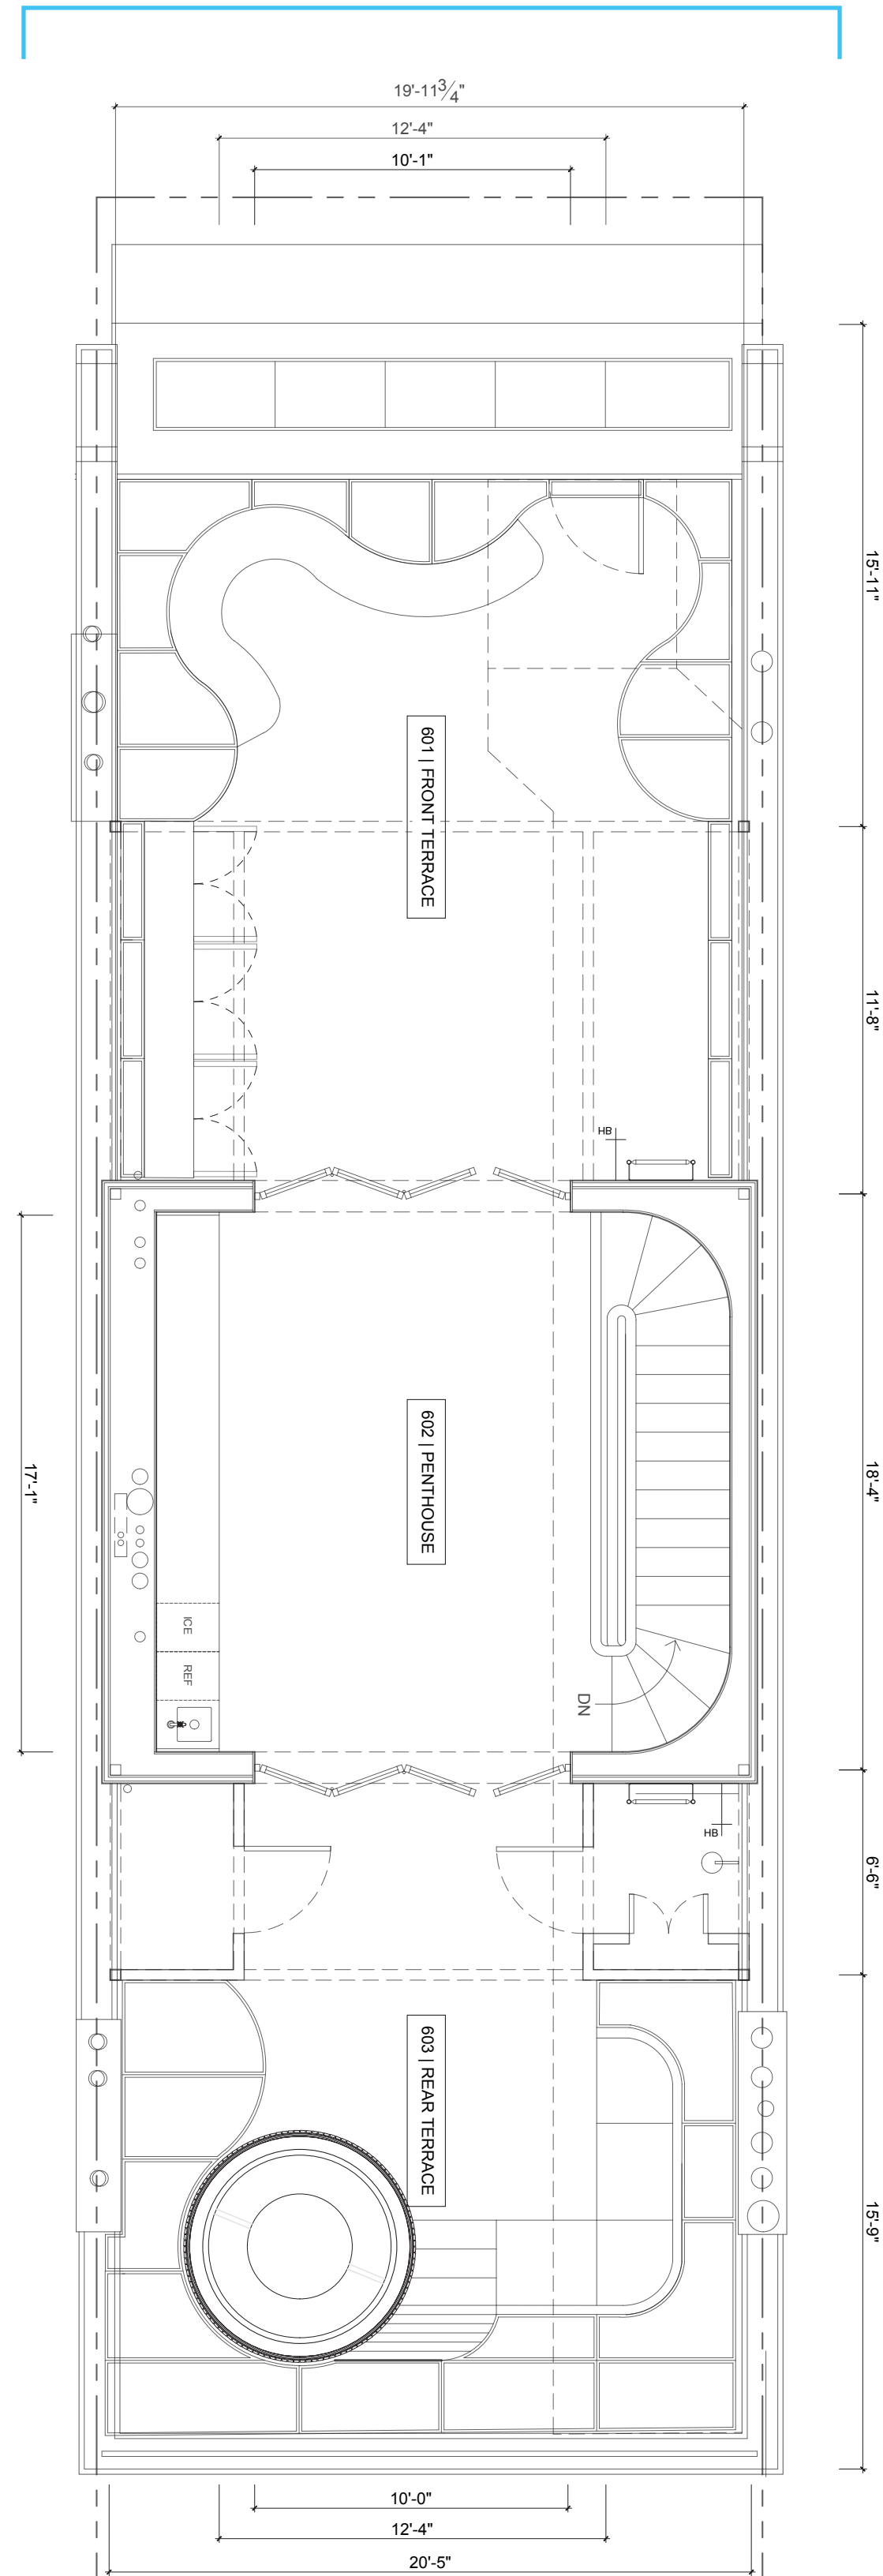 19'-11 3/4"
12'-4"
10'-1"
15'-11"
601 | FRONT TERRACE
11'-8"
HB
18'-4"
602 | PENTHOUSE
17'-1"
ICE
REF
DN
HB
6'-6"
603 | REAR TERRACE
15'-9"
10'-0"
12'-4"
20'-5"